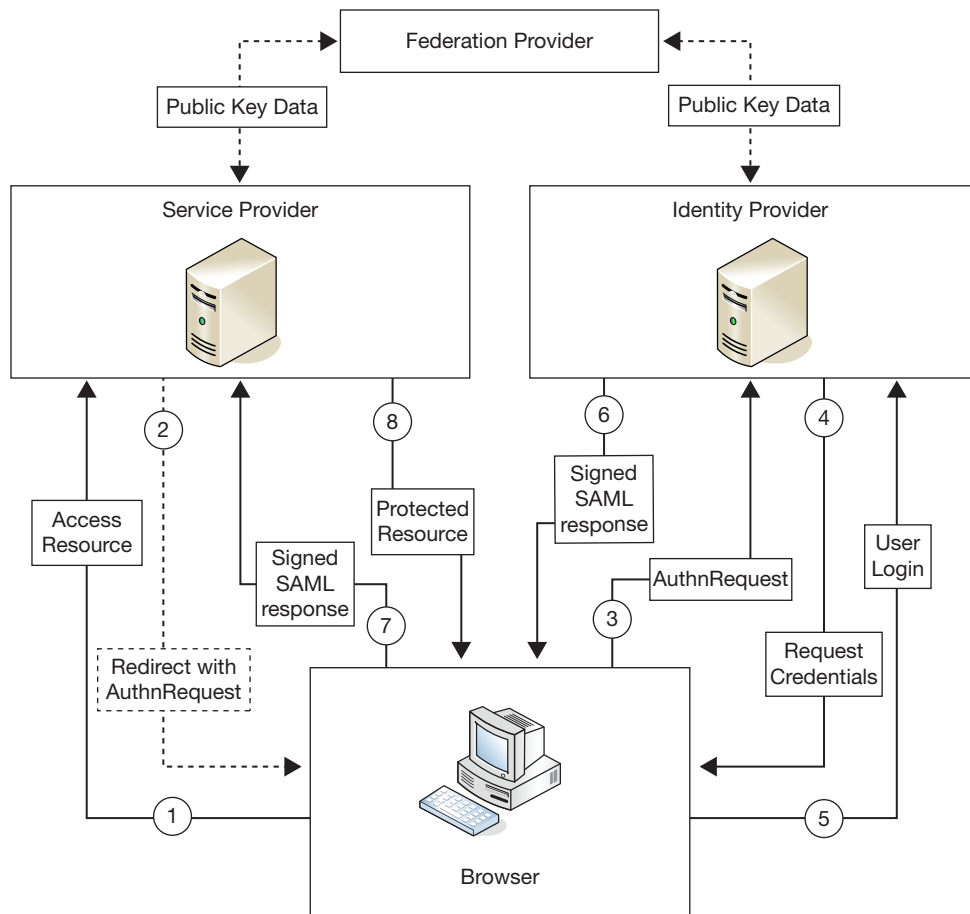 Federation Provider
Public Key Data
Public Key Data
Service Provider
Identity Provider
2
8
6
4
Access
Resource
Protected
Resource
Signed
SAML
response
User
Login
Signed
SAML
response
AuthnRequest
7
3
Redirect with
AuthnRequest
Request
Credentials
1
5
Browser